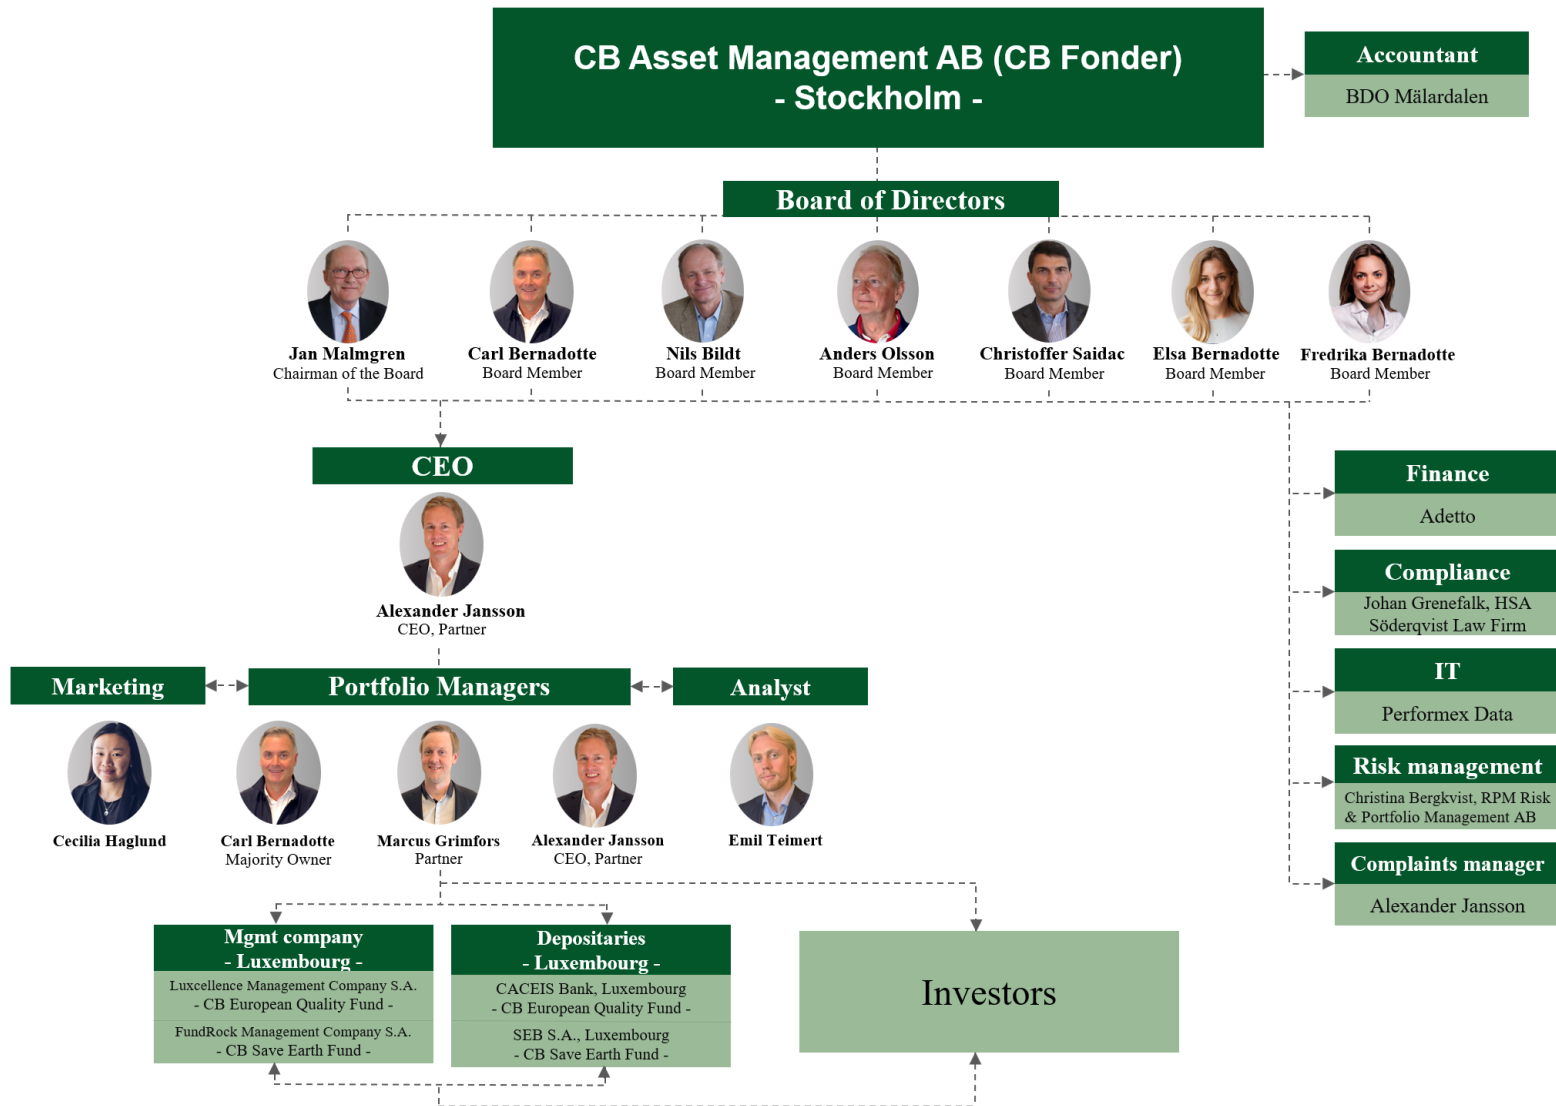 CB Asset Management AB (CB Fonder)
- Stockholm -
Accountant
BDO Mälardalen
Board of Directors
Jan Malmgren
Chairman of the Board
Carl Bernadotte
Board Member
Nils Bildt
Board Member
Anders Olsson
Board Member
Christoffer Saidac
Board Member
Elsa Bernadotte
Board Member
Fredrika Bernadotte
Board Member
CEO
Alexander Jansson
CEO, Partner
Finance
Adetto
Compliance
Johan Grenefalk, HSA
Söderqvist Law Firm
IT
Performex Data
Risk management
Christina Bergkvist, RPM Risk
& Portfolio Management AB
Complaints manager
Alexander Jansson
Marketing
Cecilia Haglund
Portfolio Managers
Carl Bernadotte
Majority Owner
Marcus Grimfors
Partner
Alexander Jansson
CEO, Partner
Analyst
Emil Teimert
Mgmt company
- Luxembourg -
Luxcellence Management Company S.A.
- CB European Quality Fund -
FundRock Management Company S.A.
- CB Save Earth Fund -
Depositaries
- Luxembourg -
CACEIS Bank, Luxembourg
- CB European Quality Fund -
SEB S.A., Luxembourg
- CB Save Earth Fund -
Investors